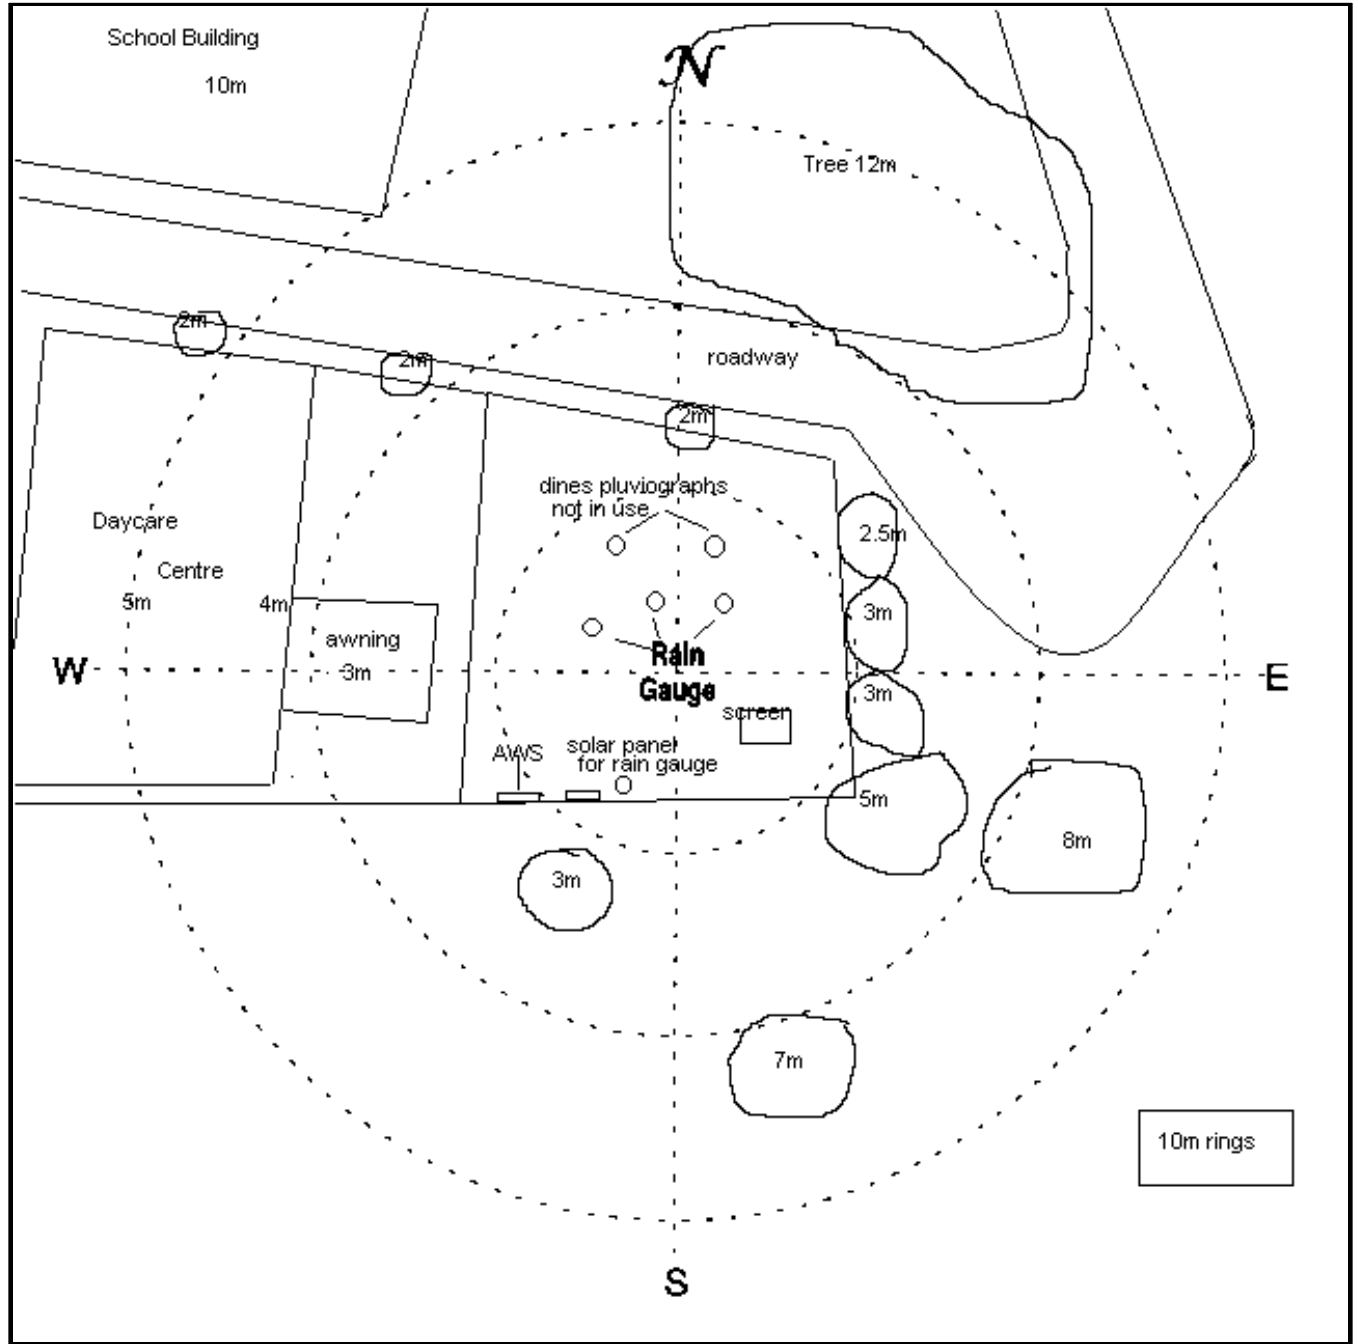 School Building
10m
N
Tree 12m
2m
2m
roadway
2m
dines pluviographs
not in use
2.5m
Daycare
Centre
5m
4m
3m
awning
3m
W
Rain
Gauge
E
3m
screen
AWS
solar panel
for rain gauge
5m
8m
3m
7m
10m rings
S